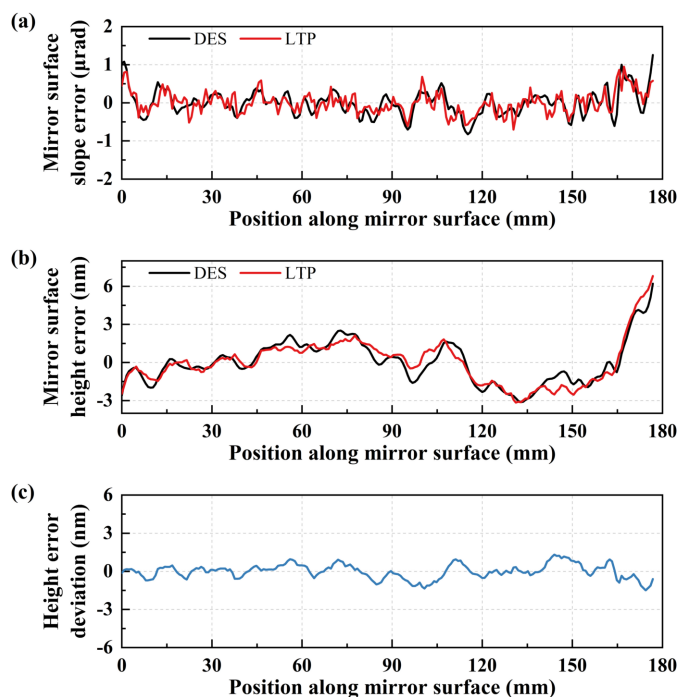 (a)
Mirror surface
slope error (μrad)
DES LTP
2
1
0
-1
-2
0 30 60 90 120 150 180
Position along mirror surface (mm)
(b)
Mirror surface
height error (nm)
DES LTP
6
3
0
-3
0 30 60 90 120 150 180
Position along mirror surface (mm)
(c)
Height error
deviation (nm)
6
3
0
-3
-6
0 30 60 90 120 150 180
Position along mirror surface (mm)